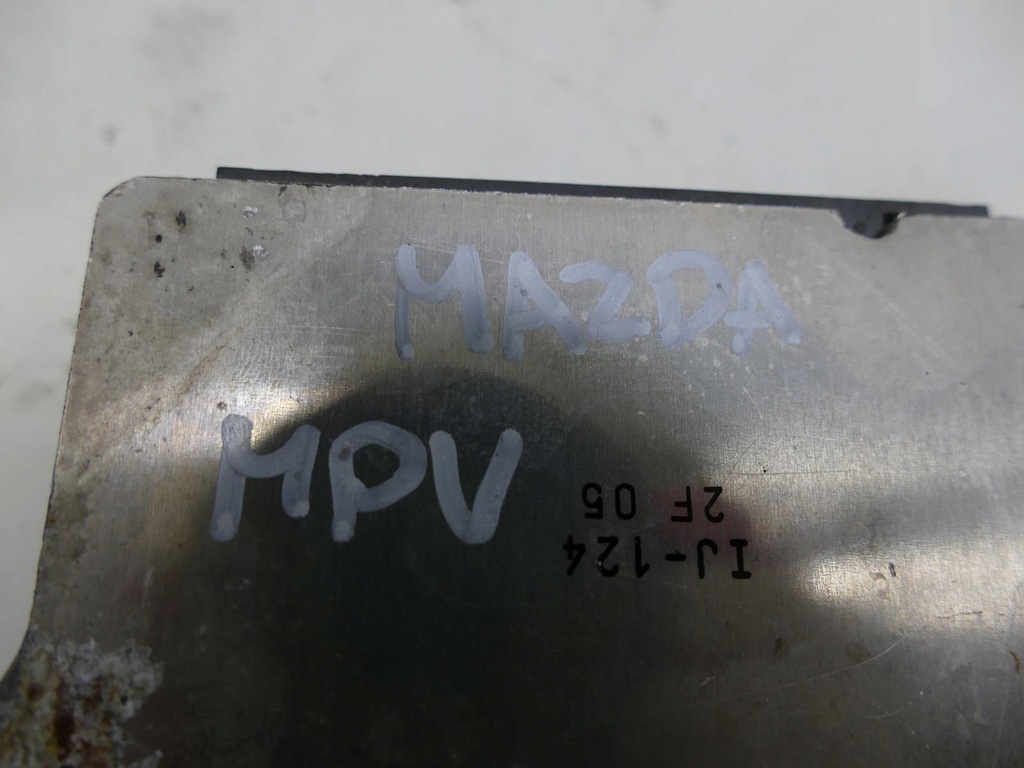 MAZDA
MPV
IJ-124
2F 05